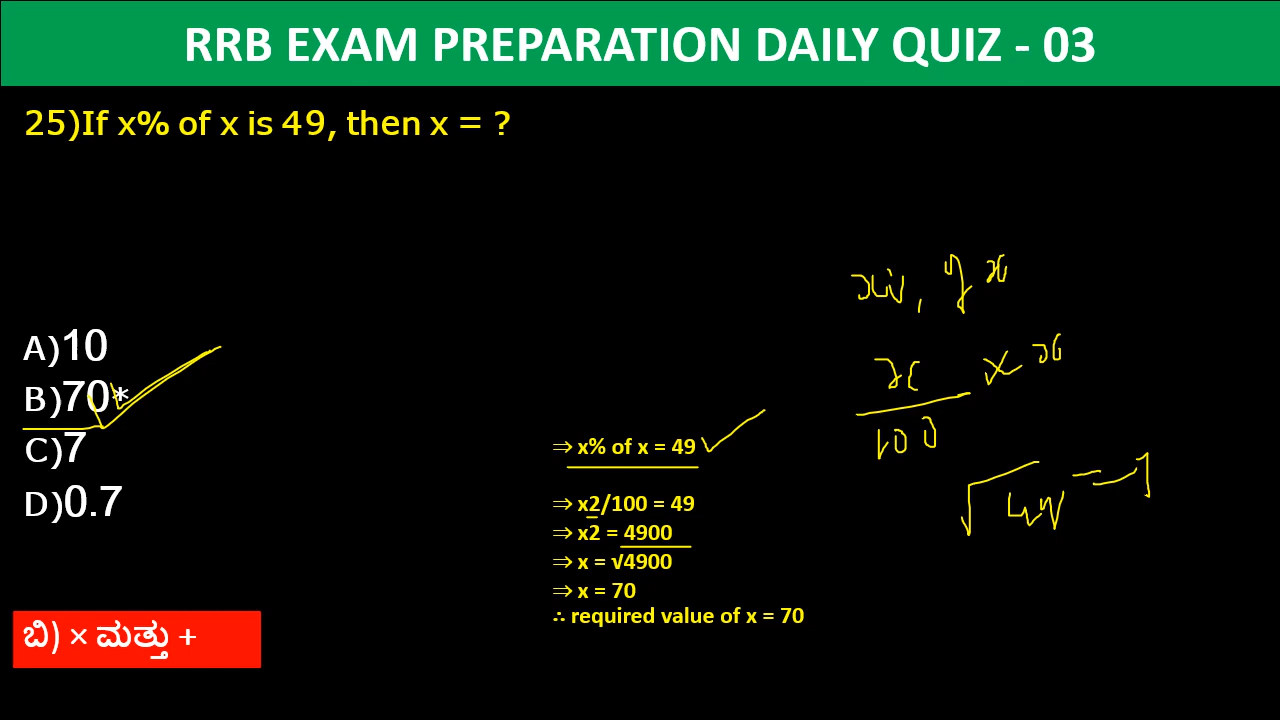 RRB EXAM PREPARATION DAILY QUIZ - 03
25)If x% of x is 49, then x = ?
A)10
B)70*
C)7
D)0.7
⇒ x% of x = 49
⇒ x2/100 = 49
⇒ x2 = 4900
⇒ x = √4900
⇒ x = 70
∴ required value of x = 70
x
x × x
100
ಬಿ) × ಮತ್ತು +